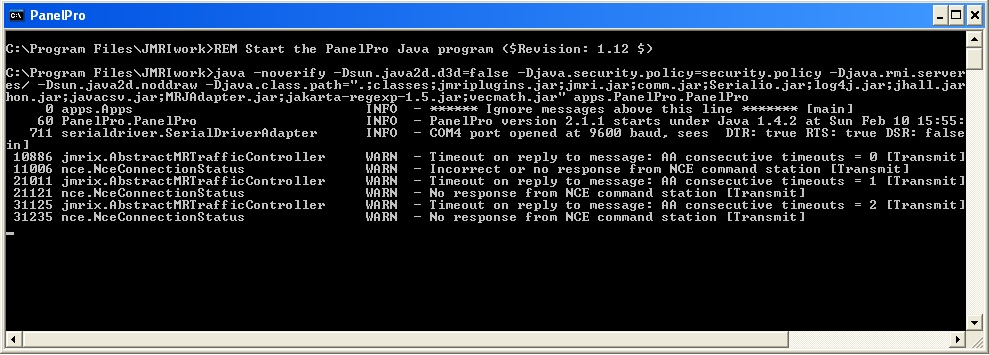 PanelPro
C:\Program Files\JMRIwork>REM Start the PanelPro Java program ($Revision: 1.12 $)
C:\Program Files\JMRIwork>java -noverify -Dsun.java2d.d3d=false -Djava.security.policy=security.policy -Djava.rmi.server
es/ -Dsun.java2d.noddraw -Djava.class.path=".;classes;jmriplugins.jar;jmri.jar;comm.jar;Serialio.jar;log4j.jar;jhall.jar
hon.jar;javacsv.jar;MRJAdapter.jar;jakarta-regexp-1.5.jar;vecmath.jar" apps.PanelPro.PanelPro
0 apps.Apps INFO - ****** Ignore messages abovd this line ******* [main]
60 PanelPro.PanelPro INFO - PanelPro version 2.1.1 starts under Java 1.4.2 at Sun Feb 10 15:55:
711 serialdriver.SerialDriverAdapter INFO - COM4 port opened at 9600 baud, sees DTR: true RTS: true DSR: false
in]
10886 jmrix.AbstractMRTrafficController WARN - Timeout on reply to message: AA consecutive timeouts = 0 [Transmit]
11006 nce.NceConnectionStatus WARN - Incorrect or no response from NCE command station [Transmit]
21011 jmrix.AbstractMRTrafficController WARN - Timeout on reply to message: AA consecutive timeouts = 1 [Transmit]
21121 nce.NceConnectionStatus WARN - No response from NCE command station [Transmit]
31125 jmrix.AbstractMRTrafficController WARN - Timeout on reply to message: AA consecutive timeouts = 2 [Transmit]
31235 nce.NceConnectionStatus WARN - No response from NCE command station [Transmit]